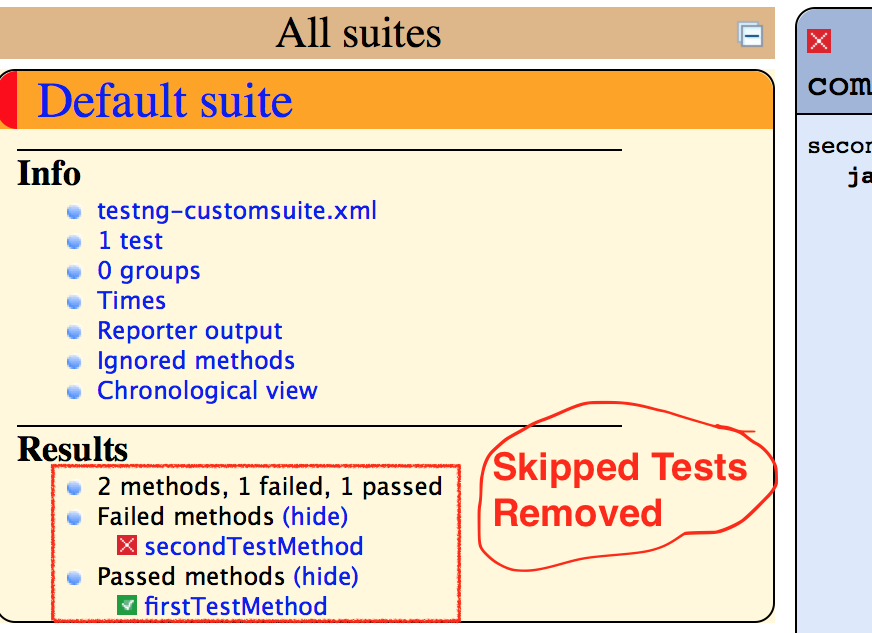 All suites
Default suite
Info
testng-customsuite.xml
1 test
0 groups
Times
Reporter output
Ignored methods
Chronological view
Results
2 methods, 1 failed, 1 passed
Failed methods (hide)
secondTestMethod
Passed methods (hide)
firstTestMethod
Skipped Tests
Removed
com
secon
ja